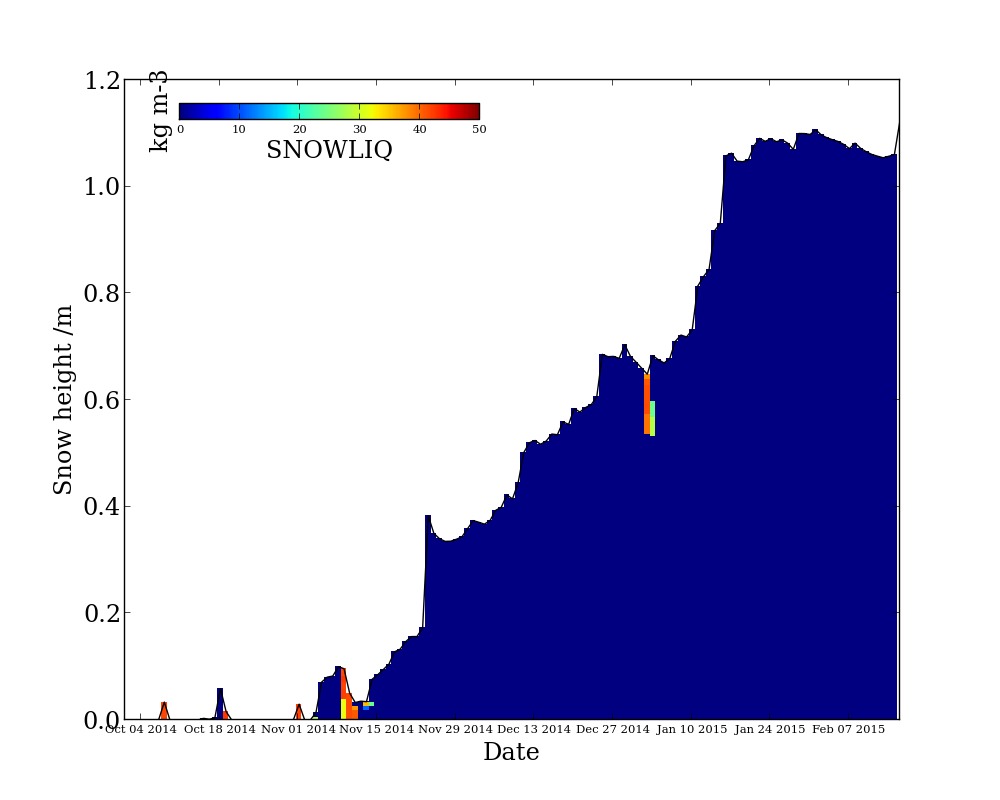 1.2
kg m-3
0 10 20 30 40 50
SNOWLIQ
1.0
0.8
Snow height /m
0.6
0.4
0.2
0.0
Oct 04 2014 Oct 18 2014 Nov 01 2014 Nov 15 2014 Nov 29 2014 Dec 13 2014 Dec 27 2014 Jan 10 2015 Jan 24 2015 Feb 07 2015
Date